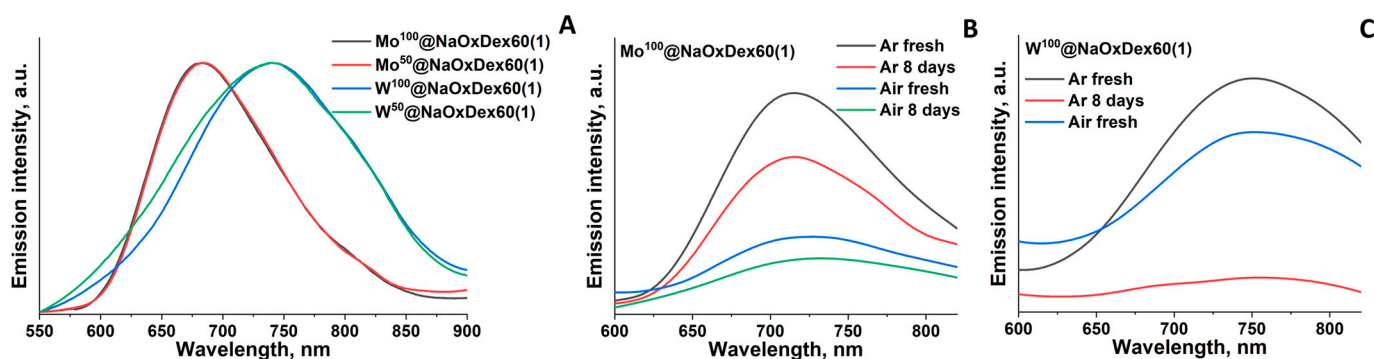 A
Mo¹⁰⁰@NaOxDex60(1)
Mo⁵⁰@NaOxDex60(1)
W¹⁰⁰@NaOxDex60(1)
W⁵⁰@NaOxDex60(1)
Emission intensity, a.u.
550 600 650 700 750 800 850 900
Wavelength, nm
B
Mo¹⁰⁰@NaOxDex60(1)
Ar fresh
Ar 8 days
Air fresh
Air 8 days
Emission intensity, a.u.
600 650 700 750 800
Wavelength, nm
C
W¹⁰⁰@NaOxDex60(1)
Ar fresh
Ar 8 days
Air fresh
Emission intensity, a.u.
600 650 700 750 800
Wavelength, nm